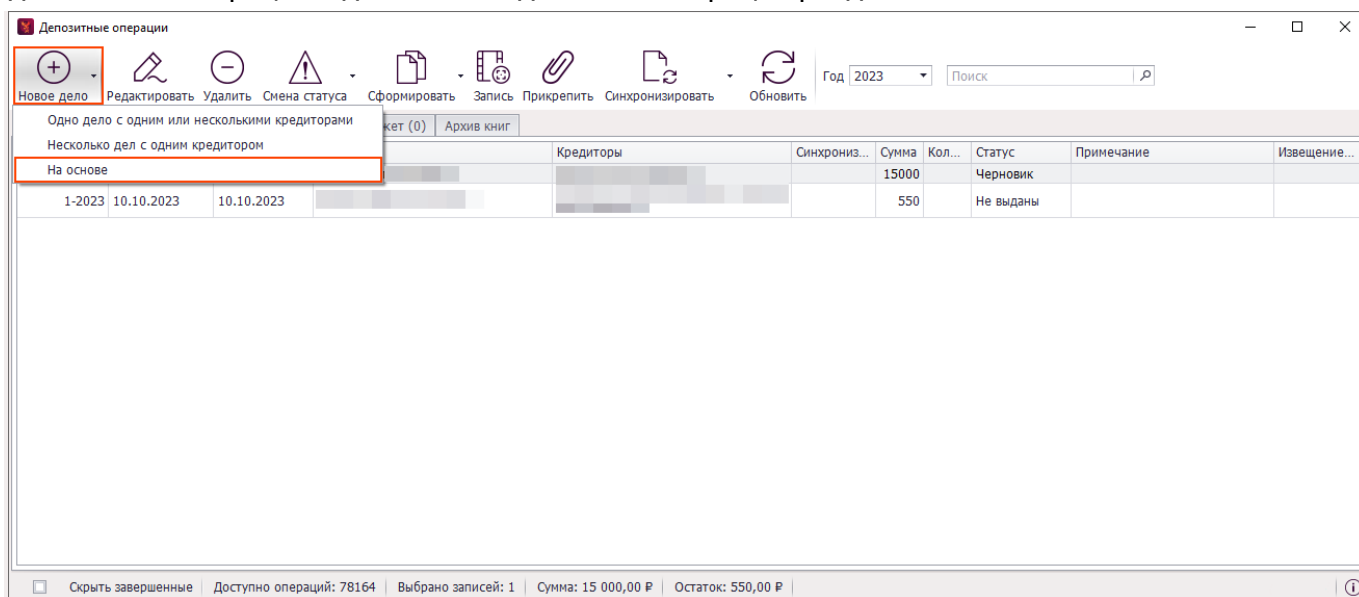 Депозитные операции
Новое дело Редактировать Удалить Смена статуса Сформировать Запись Прикрепить Синхронизировать Обновить Год 2023 Поиск
Одно дело с одним или несколькими кредиторами
(0) Архив книг
Несколько дел с одним кредитором
Кредиторы Синхрониз... Сумма Кол... Статус Примечание Извещение...
На основе
15000 Черновик
1-2023 10.10.2023 10.10.2023 550 Не выданы
Скрыть завершенные Доступно операций: 78164 Выбрано записей: 1 Сумма: 15 000,00 ₽ Остаток: 550,00 ₽